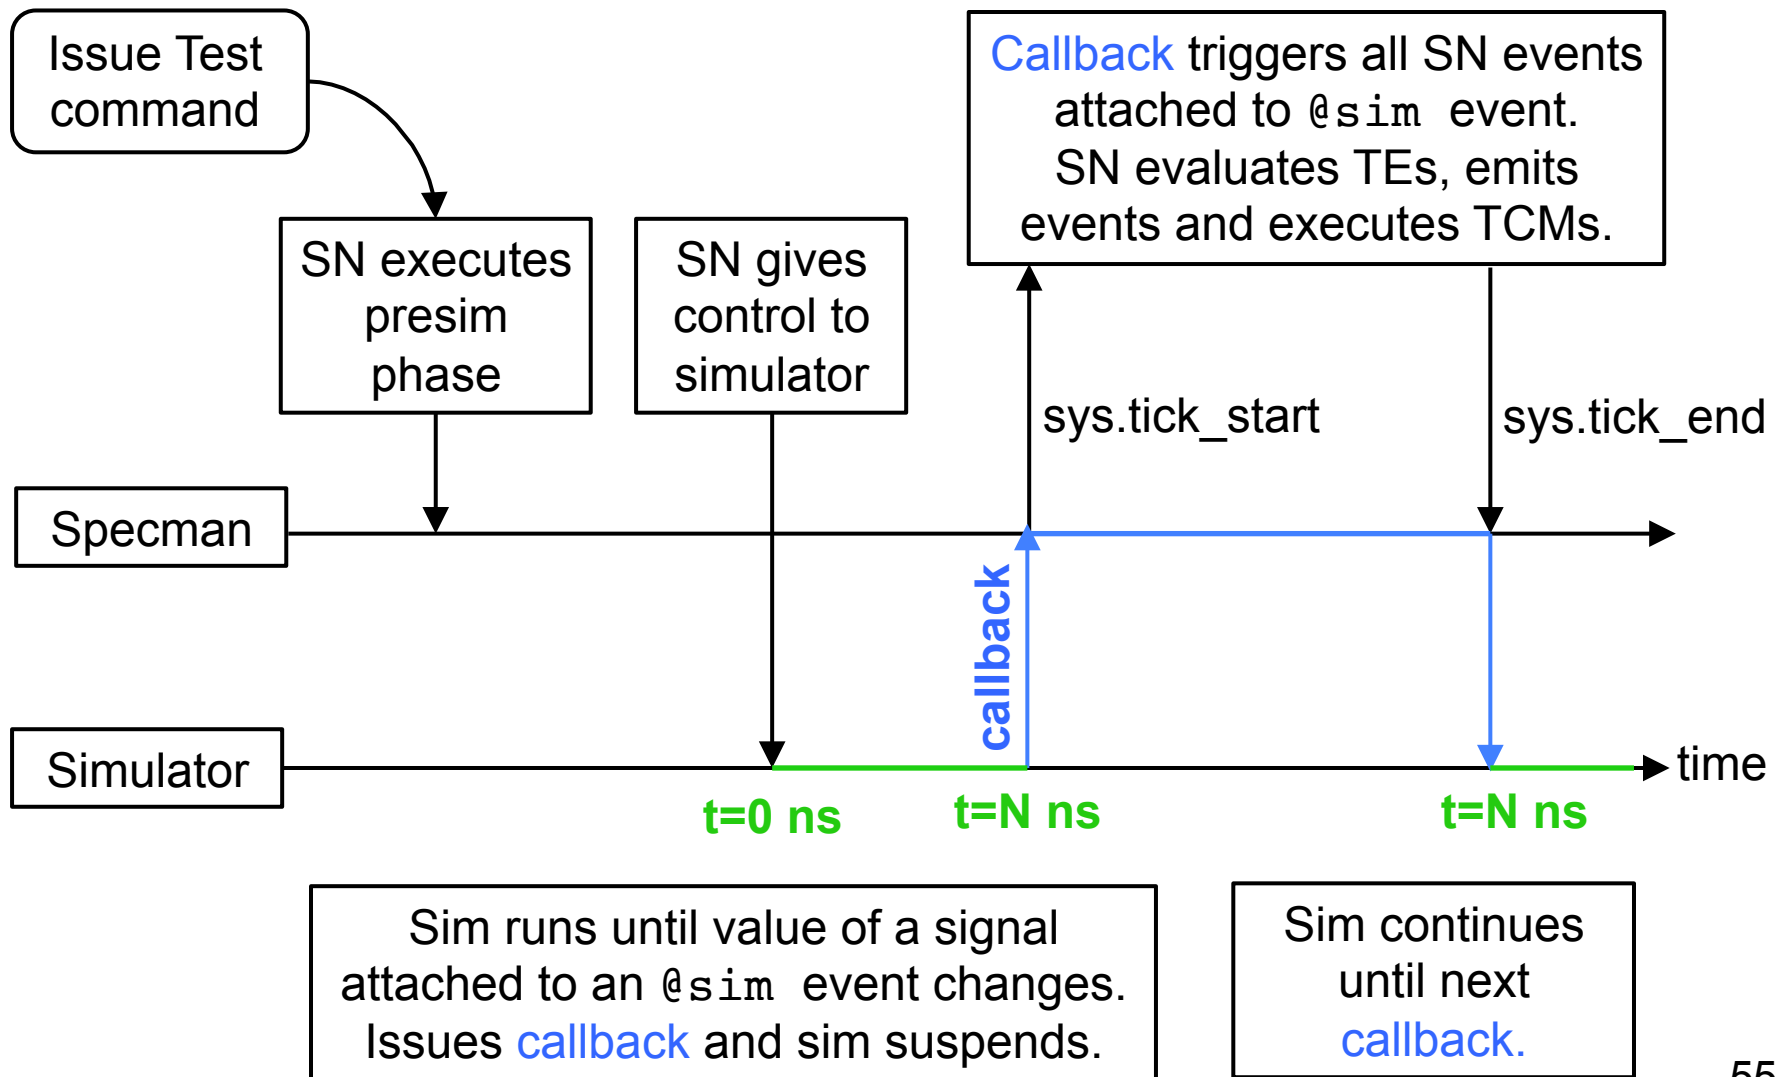 Issue Test
command
Callback triggers all SN events
attached to @sim event.
SN evaluates TEs, emits
events and executes TCMs.
SN executes
presim
phase
SN gives
control to
simulator
sys.tick_start
sys.tick_end
Specman
callback
Simulator
time
t=0 ns
t=N ns
t=N ns
Sim runs until value of a signal
attached to an @sim event changes.
Issues callback and sim suspends.
Sim continues
until next
callback.
55